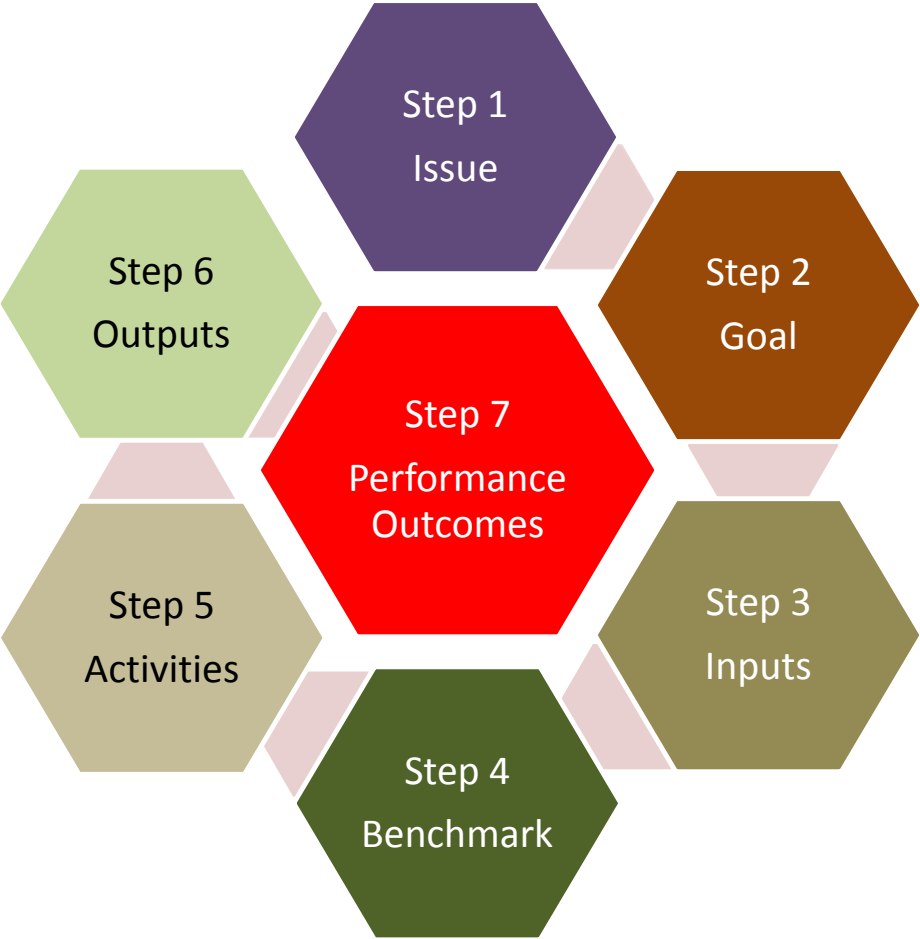 Step 1
Issue
Step 2
Goal
Step 3
Inputs
Step 4
Benchmark
Step 5
Activities
Step 6
Outputs
Step 7
Performance
Outcomes